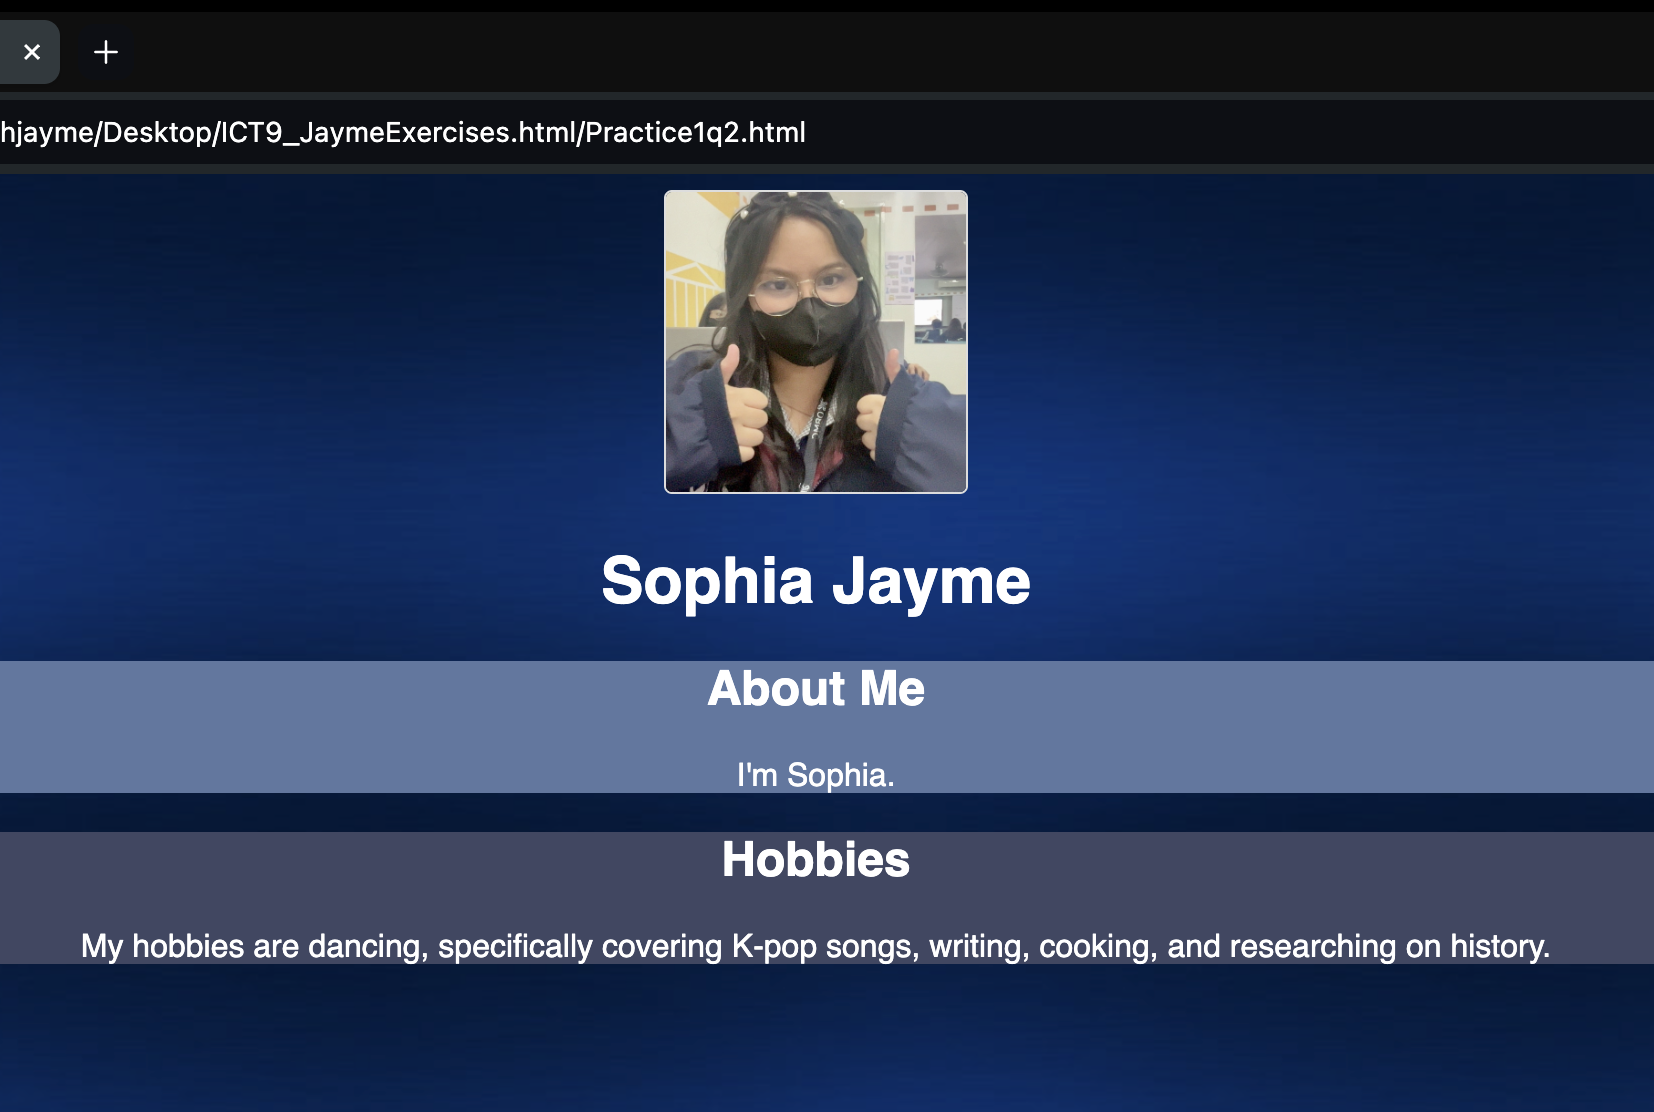 hjayme/Desktop/ICT9_JaymeExercises.html/Practice1q2.html
Sophia Jayme
About Me
I'm Sophia.
Hobbies
My hobbies are dancing, specifically covering K-pop songs, writing, cooking, and researching on history.